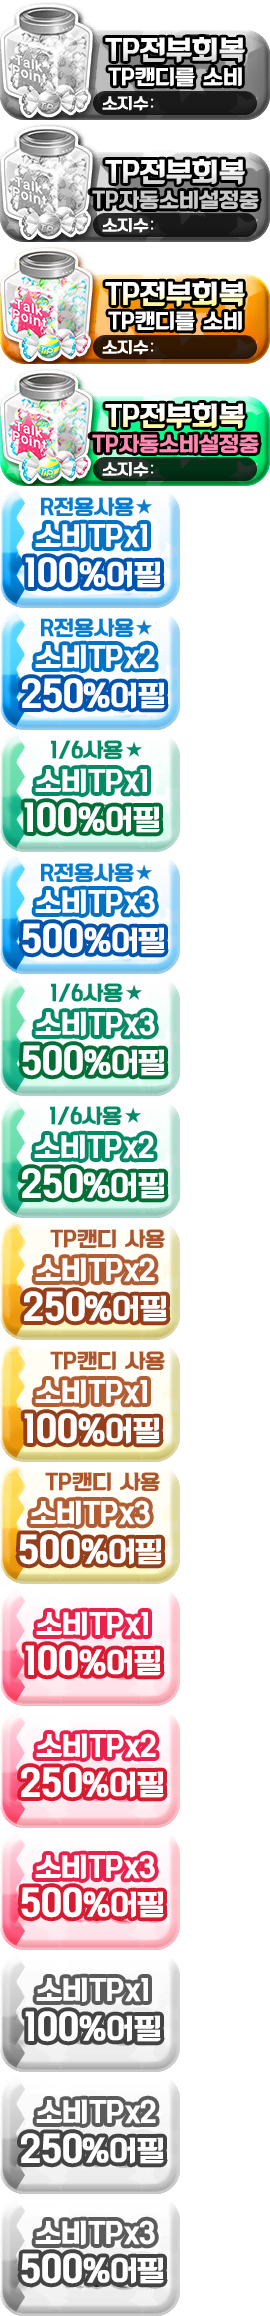 Talk
Point
TP전부회복
TP캔디를 소비
소지수:
Talk
Point
TP전부회복
TP자동소비설정중
소지수:
Talk
Point
TP전부회복
TP캔디를 소비
소지수:
Talk
Point
TP전부회복
TP자동소비설정중
소지수:
R전용사용★
소비TPx1
100%어필
R전용사용★
소비TPx2
250%어필
1/6사용★
소비TPx1
100%어필
R전용사용★
소비TPx3
500%어필
1/6사용★
소비TPx3
500%어필
1/6사용★
소비TPx2
250%어필
TP캔디 사용
소비TPx2
250%어필
TP캔디 사용
소비TPx1
100%어필
TP캔디 사용
소비TPx3
500%어필
소비TPx1
100%어필
소비TPx2
250%어필
소비TPx3
500%어필
소비TPx1
100%어필
소비TPx2
250%어필
소비TPx3
500%어필